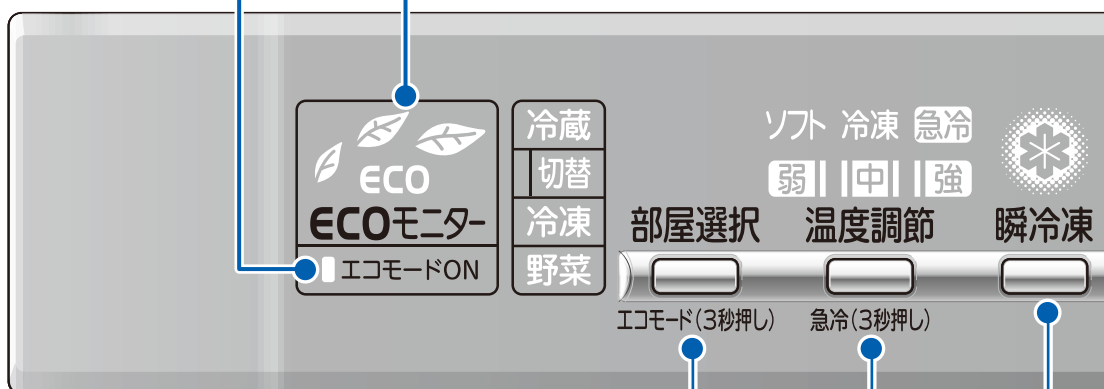 ECO
ECOモニター
エコモードON
冷蔵
切替
冷凍
野菜
ソフト 冷凍 急冷
弱 中 強
部屋選択 温度調節 瞬冷凍
エコモード(3秒押し) 急冷(3秒押し)